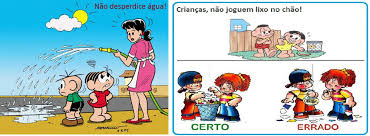 Não desperdice água!
Crianças, não joguem lixo no chão!
CERTO
ERRADO